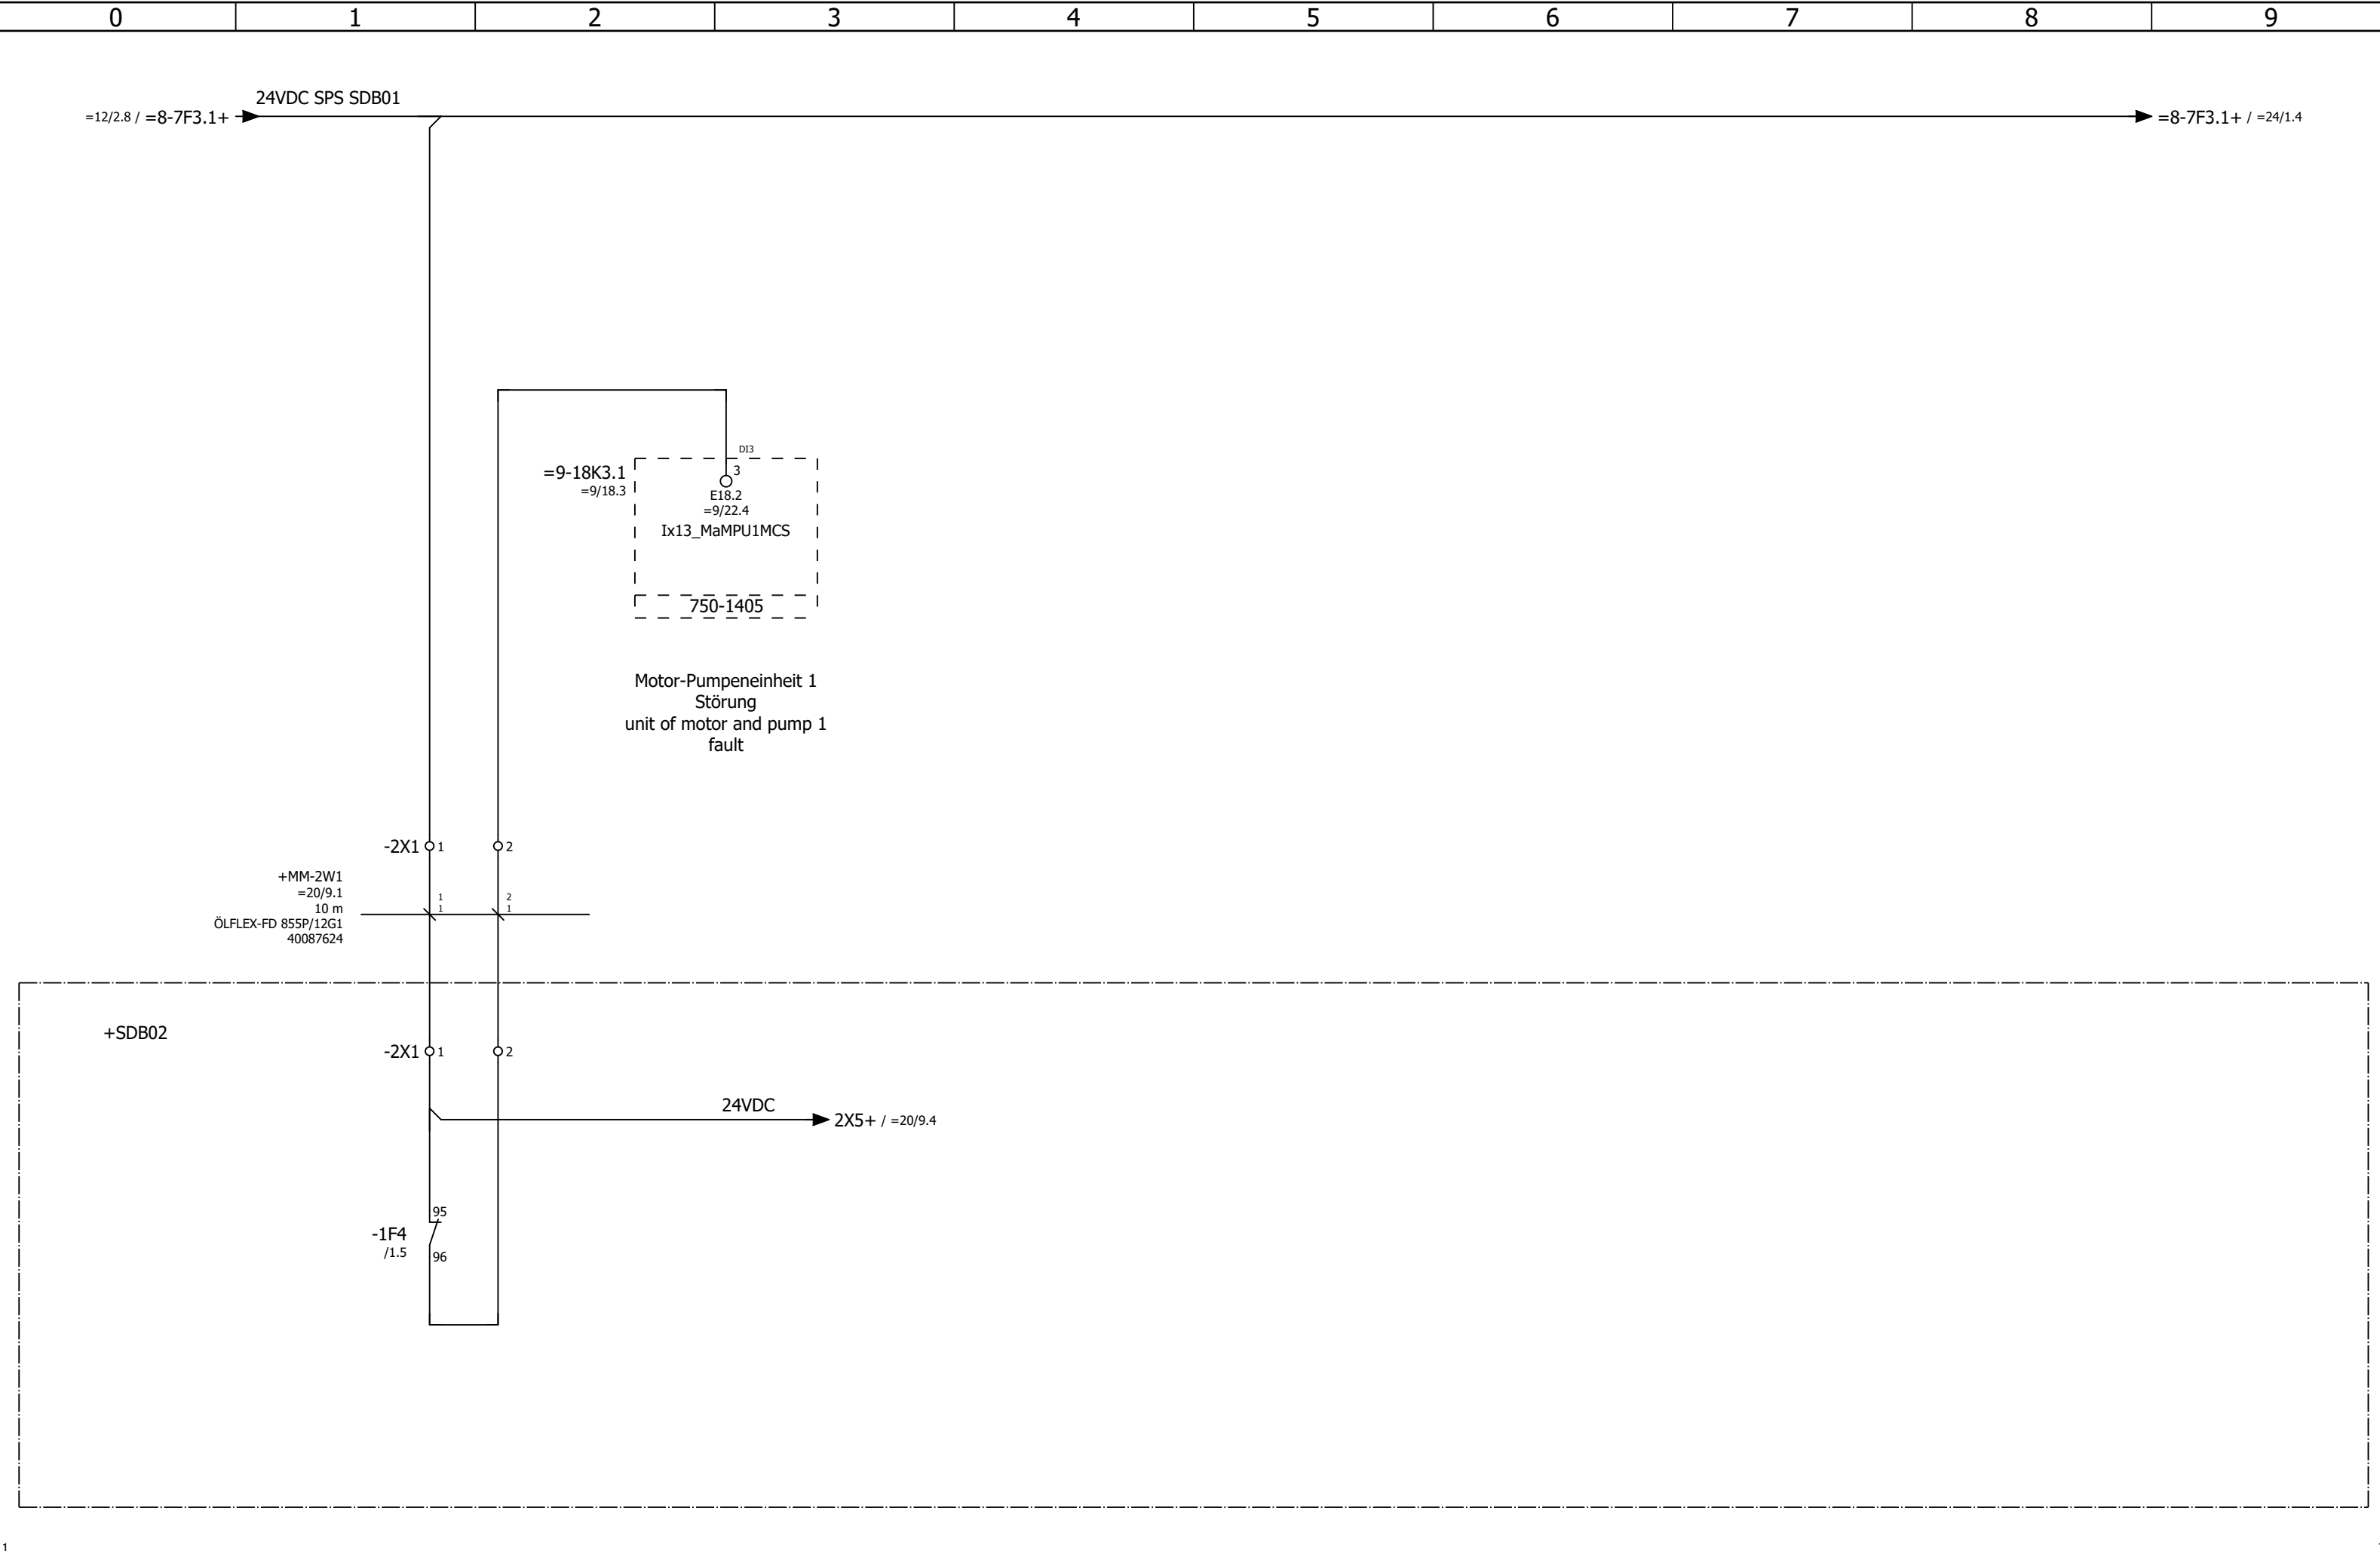 0 1 2 3 4 5 6 7 8 9
24VDC SPS SDB01
=12/2.8 / =8-7F3.1+
=8-7F3.1+ / =24/1.4
DI3
=9-18K3.1
=9/18.3
3
E18.2
=9/22.4
Ix13_MaMPU1MCS
750-1405
Motor-Pumpeneinheit 1
Störung
unit of motor and pump 1
fault
-2X1 1 2
+MM-2W1
=20/9.1
10 m
ÖLFLEX-FD 855P/12G1
40087624
1 2
1 1
+SDB02
-2X1 1 2
24VDC
2X5+ / =20/9.4
95
-1F4
/1.5
96
1